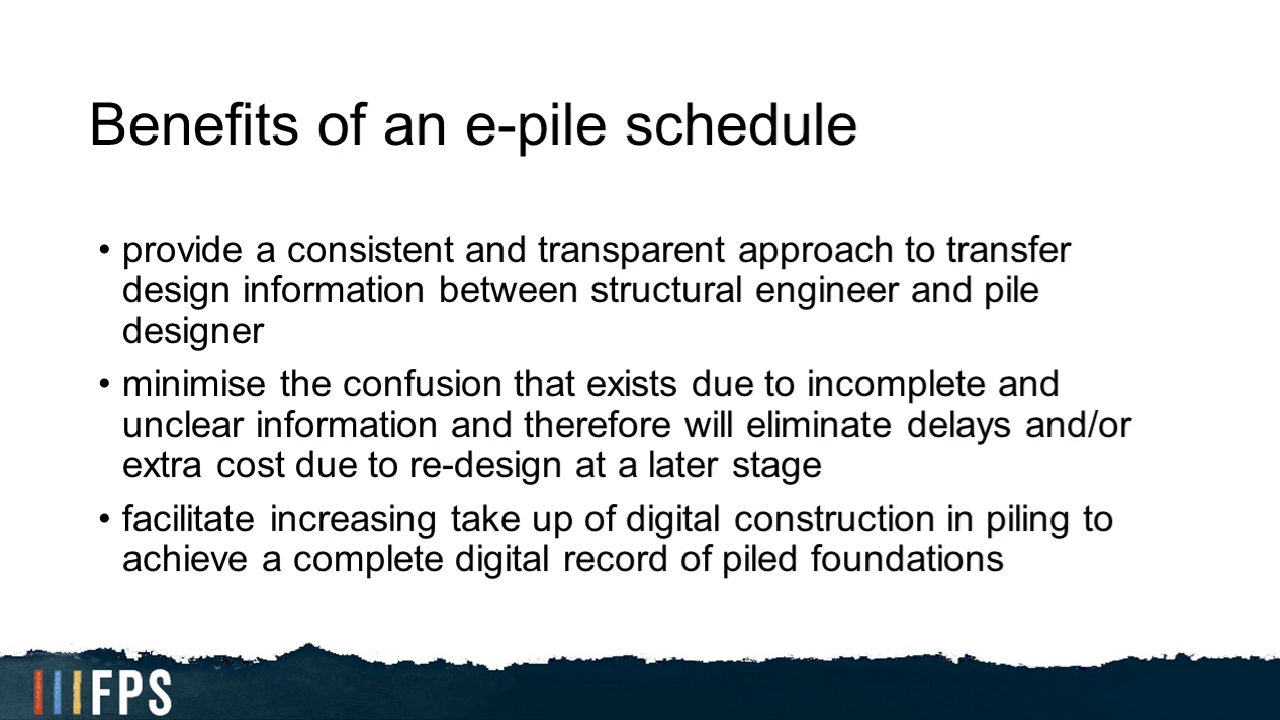 Benefits of an e-pile schedule
• provide a consistent and transparent approach to transfer
design information between structural engineer and pile
designer
• minimise the confusion that exists due to incomplete and
unclear information and therefore will eliminate delays and/or
extra cost due to re-design at a later stage
• facilitate increasing take up of digital construction in piling to
achieve a complete digital record of piled foundations
FPS